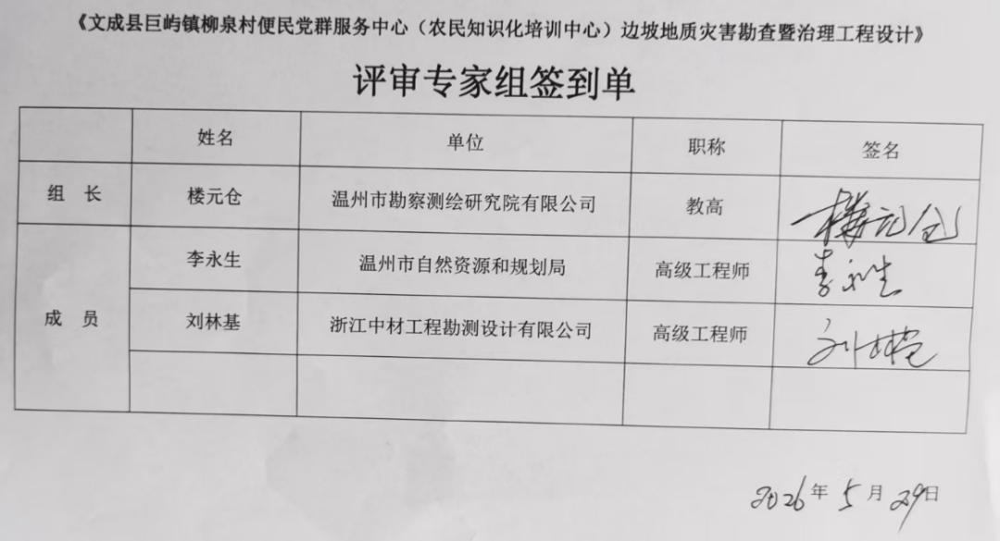 《文成县巨屿镇柳泉村便民党群服务中心（农民知识化培训中心）边坡地质灾害勘查暨治理工程设计》
评审专家组签到单
姓名 单位 职称 签名
组 长 楼元仓 温州市勘察测绘研究院有限公司 教高 楼元仓
李永生 温州市自然资源和规划局 高级工程师 李永生
成 员 刘林基 浙江中材工程勘测设计有限公司 高级工程师 刘林基
2026年5月29日